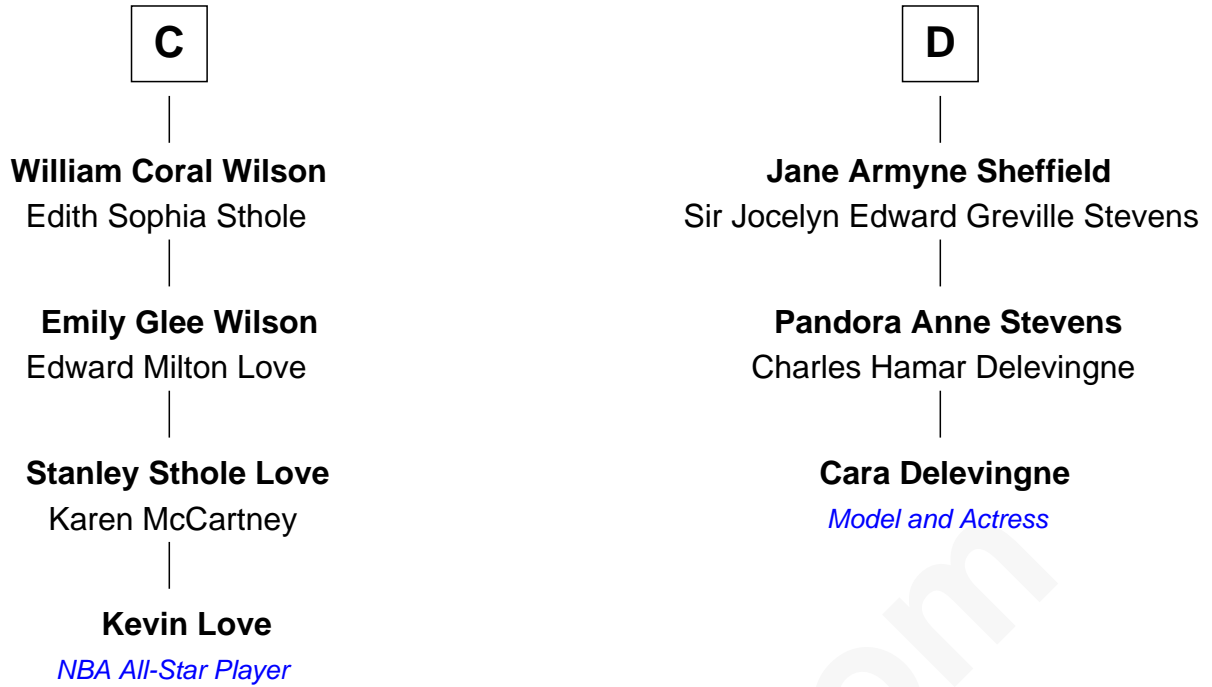 C
William Coral Wilson
Edith Sophia Sthole
Emily Glee Wilson
Edward Milton Love
Stanley Sthole Love
Karen McCartney
Kevin Love
NBA All-Star Player
D
Jane Armyne Sheffield
Sir Jocelyn Edward Greville Stevens
Pandora Anne Stevens
Charles Hamar Delevingne
Cara Delevingne
Model and Actress
om